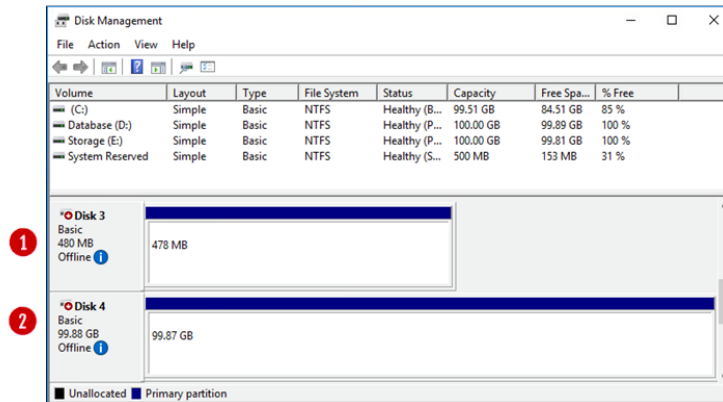 Disk Management
File Action View Help
Volume Layout Type File System Status Capacity Free Spa... % Free
(C:) Simple Basic NTFS Healthy (B... 99.51 GB 84.51 GB 85 %
Database (D:) Simple Basic NTFS Healthy (P... 100.00 GB 99.89 GB 100 %
Storage (E:) Simple Basic NTFS Healthy (P... 100.00 GB 99.81 GB 100 %
System Reserved Simple Basic NTFS Healthy (S... 500 MB 153 MB 31 %
1
Disk 3
Basic
480 MB
Offline
478 MB
2
Disk 4
Basic
99.88 GB
Offline
99.87 GB
Unallocated Primary partition